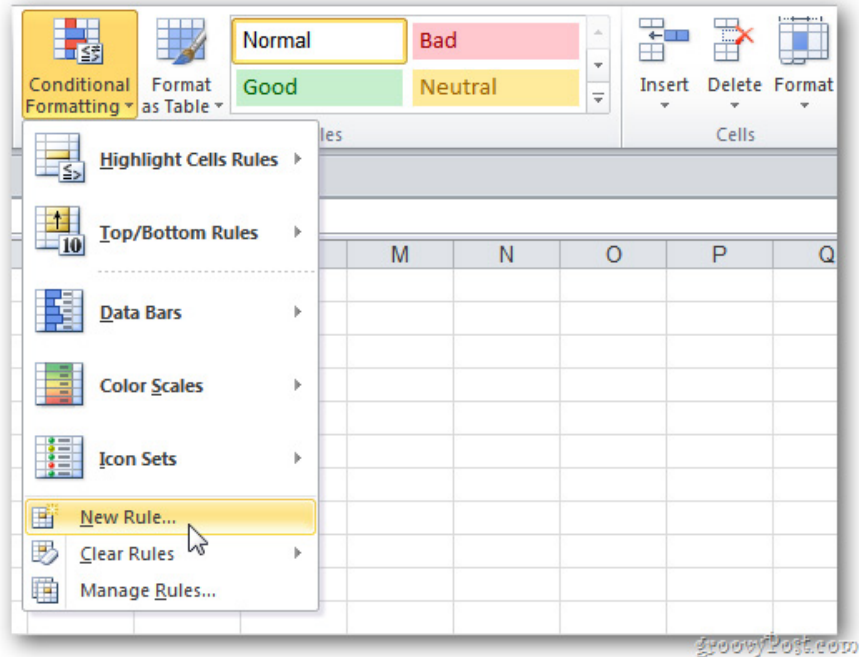 Normal
Bad
Conditional Formatting
Format as Table
Good
Neutral
Insert
Delete
Format
les
Cells
Highlight Cells Rules
Top/Bottom Rules
10
M
N
O
P
Q
Data Bars
Color Scales
Icon Sets
New Rule...
Clear Rules
Manage Rules...
groovyPost.com